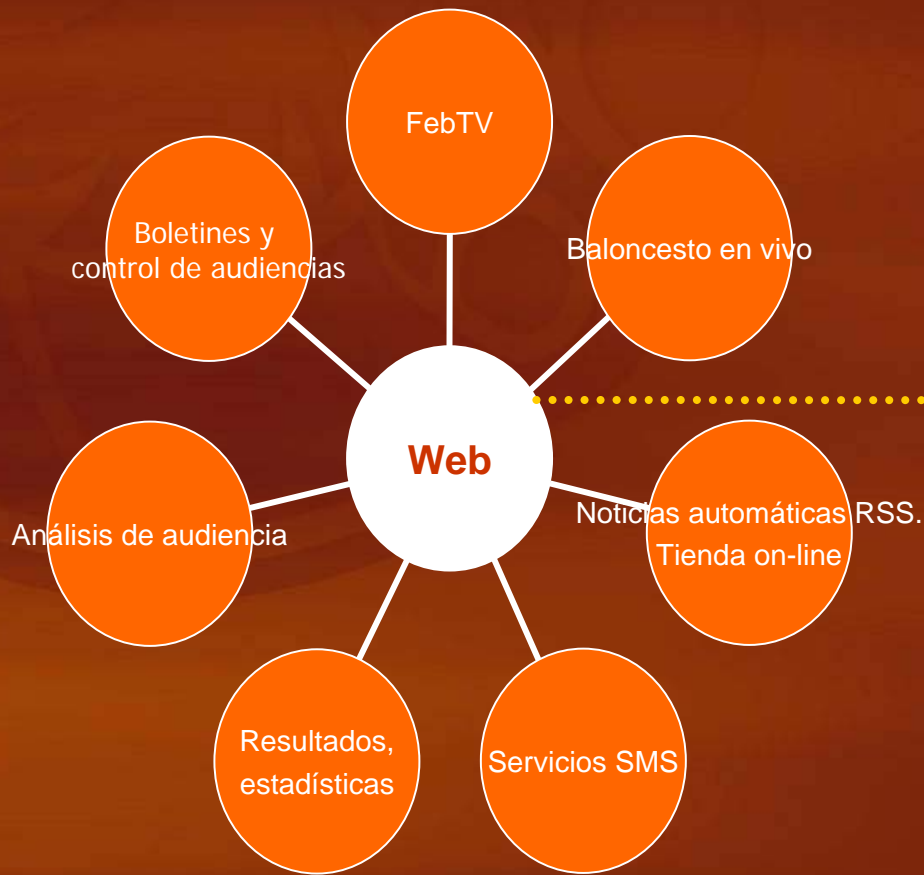 FebTV
Baloncesto en vivo
Noticias automáticas RSS.
Tienda on-line
Servicios SMS
Resultados,
estadísticas
Análisis de audiencia
Boletines y
control de audiencias
Web